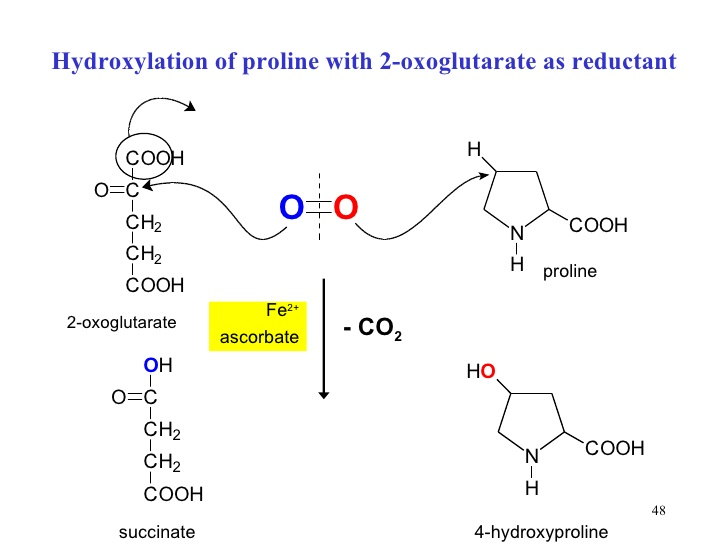 Hydroxylation of proline with 2-oxoglutarate as reductant
COOH
O=C
CH2
CH2
COOH
2-oxoglutarate
O=O
H
N
H
COOH
proline
Fe2+
ascorbate
- CO2
OH
O=C
CH2
CH2
COOH
succinate
HO
N
H
COOH
4-hydroxyproline
48